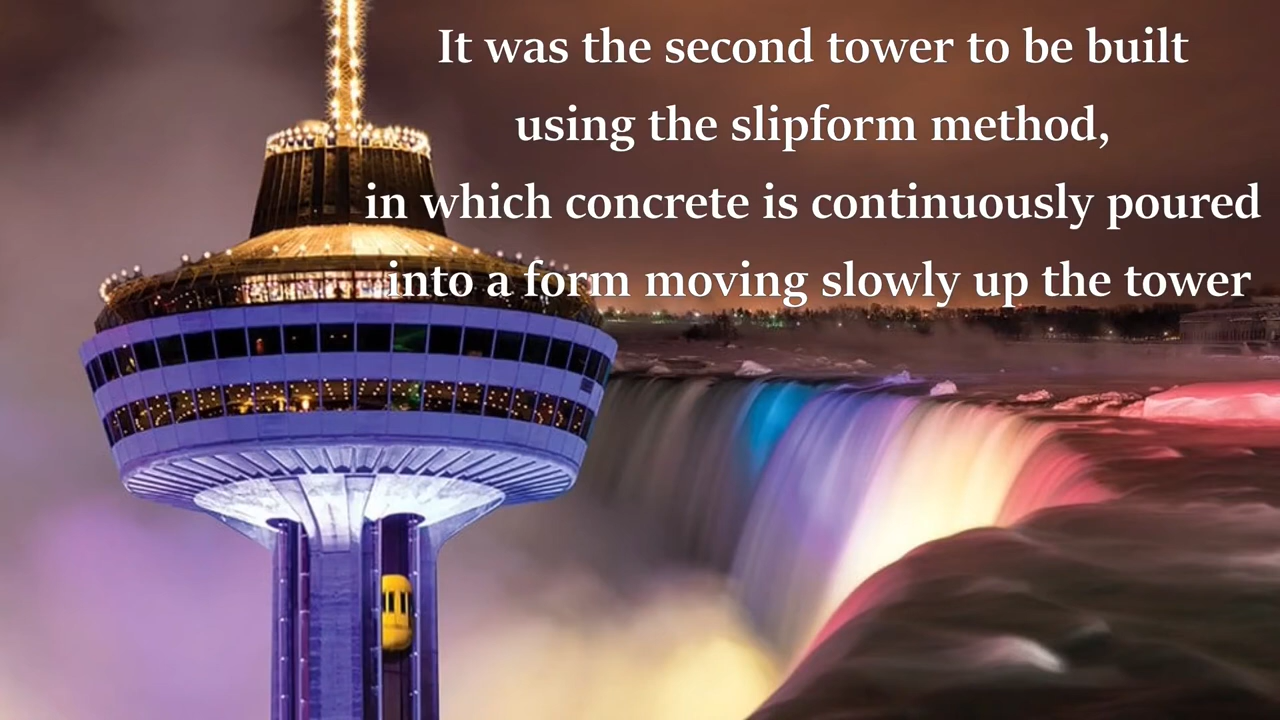 It was the second tower to be built
using the slipform method,
in which concrete is continuously poured
into a form moving slowly up the tower